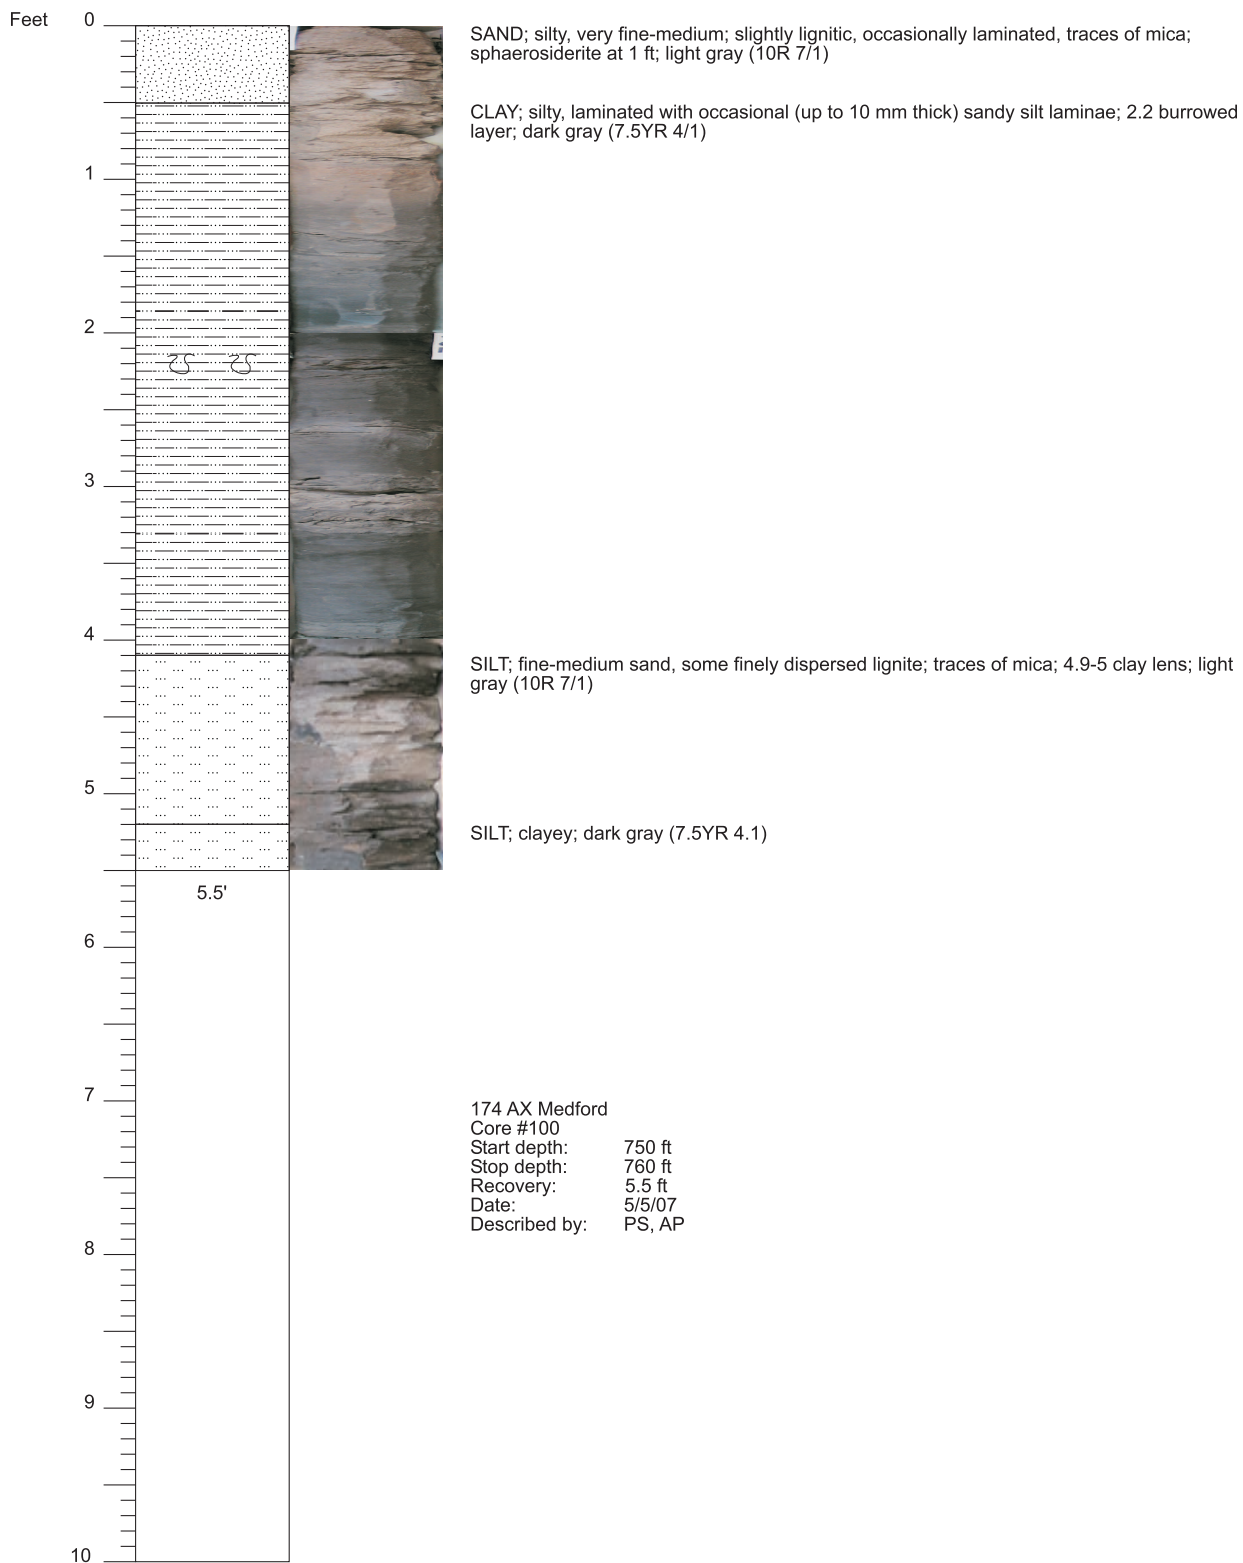 Feet
0
SAND; silty, very fine-medium; slightly lignitic, occasionally laminated, traces of mica;
sphaerosiderite at 1 ft; light gray (10R 7/1)
CLAY; silty, laminated with occasional (up to 10 mm thick) sandy silt laminae; 2.2 burrowed
layer; dark gray (7.5YR 4/1)
1
2
3
4
SILT; fine-medium sand, some finely dispersed lignite; traces of mica; 4.9-5 clay lens; light
gray (10R 7/1)
5
SILT; clayey; dark gray (7.5YR 4.1)
5.5'
6
7
174 AX Medford
Core #100
Start depth: 750 ft
Stop depth: 760 ft
Recovery: 5.5 ft
Date: 5/5/07
Described by: PS, AP
8
9
10